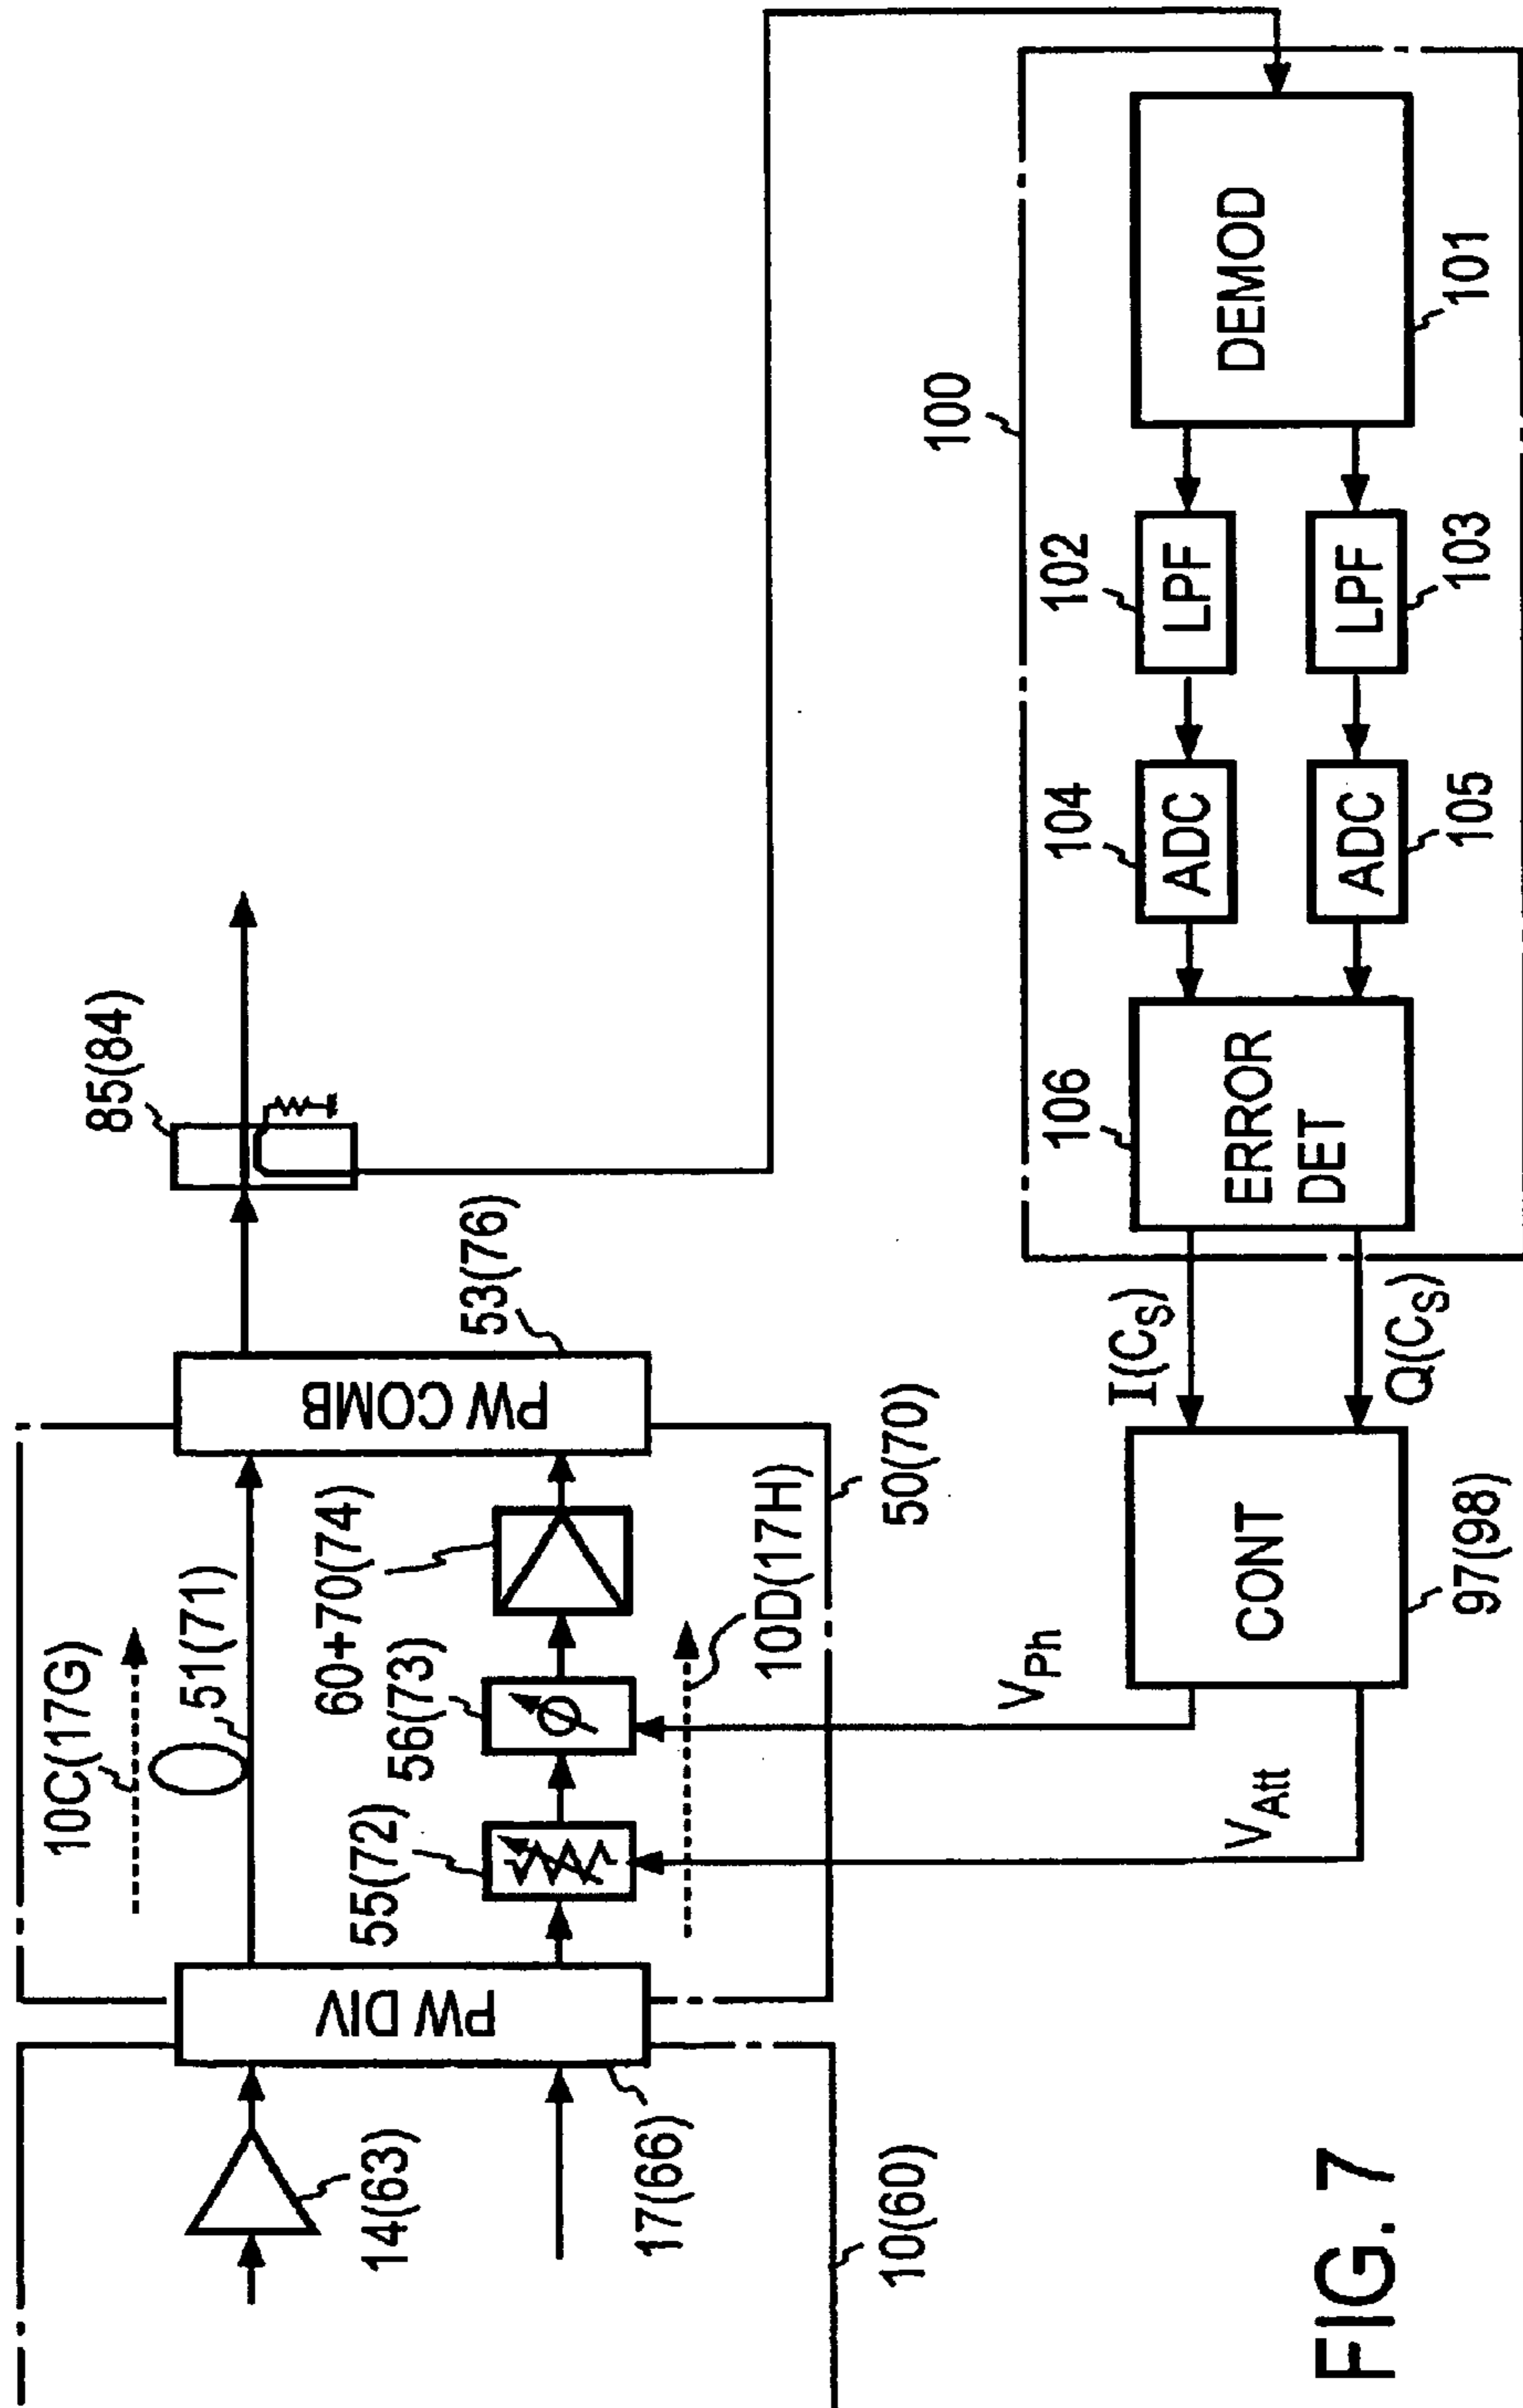 10C(17G)
51(71)
85(84)
14(63)
PW DIV
PW COMB
60+70(74)
56(73)
55(72)
53(76)
17(66)
10D(17H)
10(60)
50(70)
V_Ph
V_Att
100
I(C_S)
106
104
102
CONT
ERROR
DET
ADC
LPF
DEMOD
ADC
LPF
Q(C_S)
97(98)
105
103
101
FIG. 7